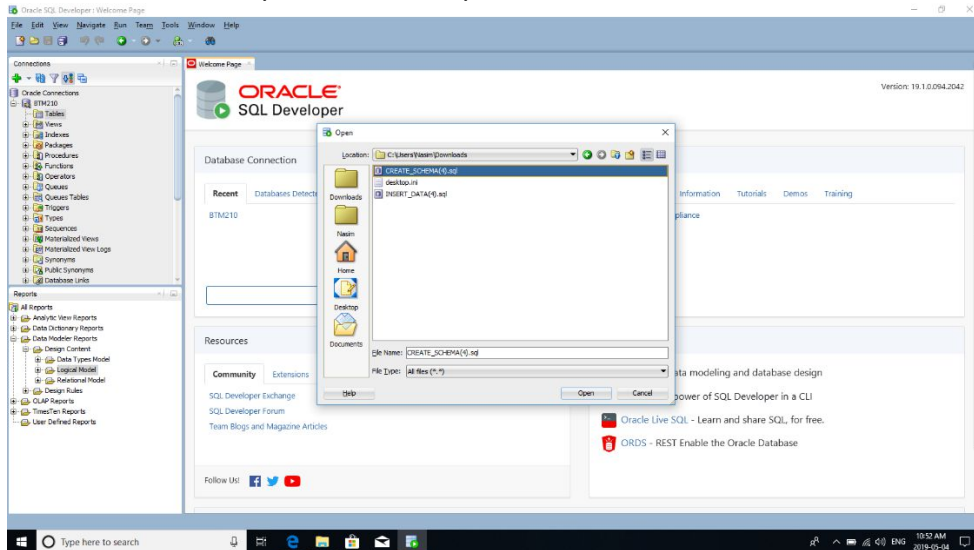 Oracle SQL Developer : Welcome Page
File Edit View Navigate Run Team Tools Window Help
Connections
Oracle Connections
BTM210
Tables
Views
Indexes
Packages
Procedures
Functions
Operators
Queues
Queues Tables
Triggers
Types
Sequences
Materialized Views
Materialized View Logs
Synonyms
Public Synonyms
Database Links
Reports
All Reports
Analytic View Reports
Data Dictionary Reports
Data Modeler Reports
Design Content
Data Types Model
Logical Model
Relational Model
Design Rules
OLAP Reports
TimesTen Reports
User Defined Reports
Welcome Page
ORACLE
SQL Developer
Version: 19.1.0.094.2042
Database Connection
Recent Databases Detect
BTM210
Information Tutorials Demos Training
pliance
Open
Location: C:\Users\Nasim\Downloads
Downloads
Nasim
Home
Desktop
Documents
CREATE_SCHEMA(4).sql
desktop.ini
INSERT_DATA(4).sql
File Name: CREATE_SCHEMA(4).sql
File Type: All files (*.*)
Help Open Cancel
Resources
Community Extensions
SQL Developer Exchange
SQL Developer Forum
Team Blogs and Magazine Articles
ata modeling and database design
power of SQL Developer in a CLI
Oracle Live SQL - Learn and share SQL, for free.
ORDS - REST Enable the Oracle Database
Follow Us!
Type here to search
ENG
10:52 AM
2019-05-04